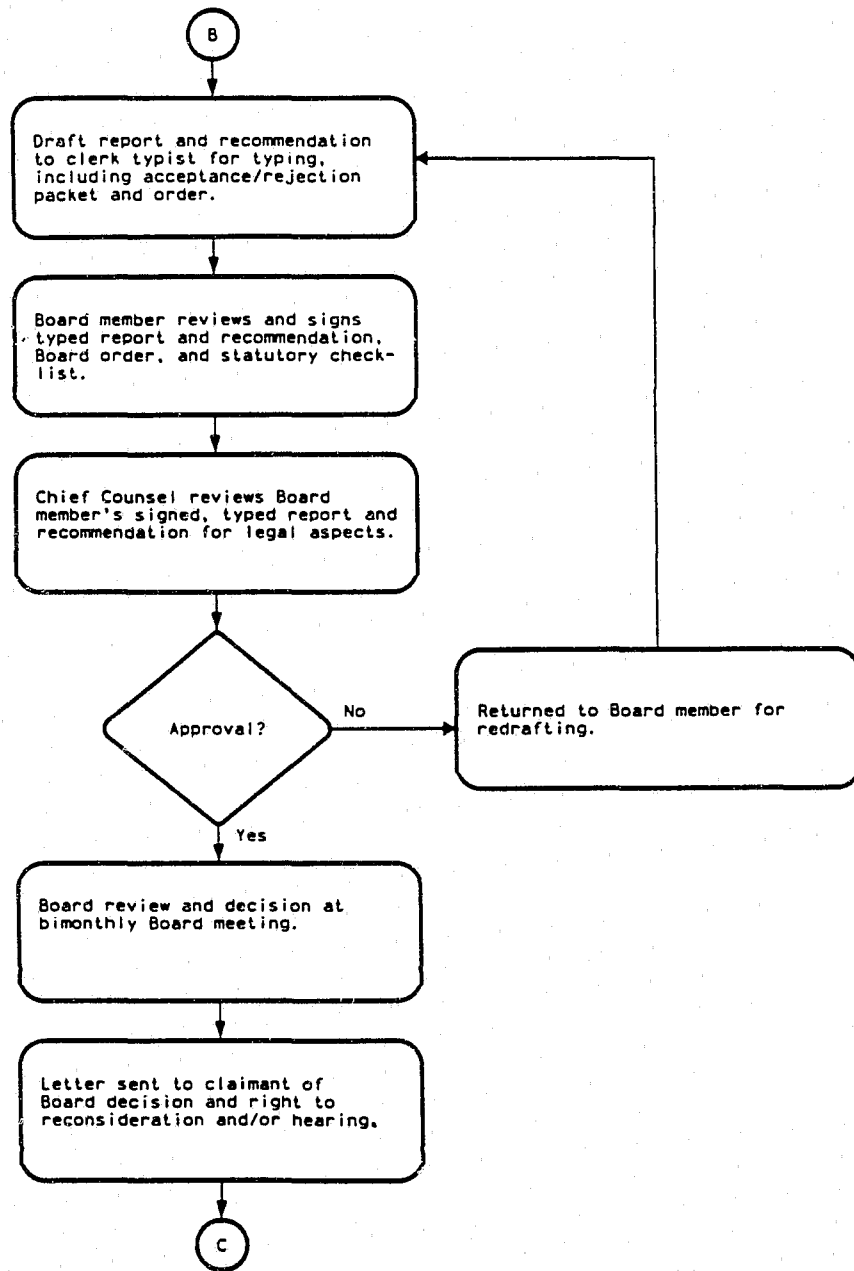 B
Draft report and recommendation
to clerk typist for typing,
including acceptance/rejection
packet and order.
Board member reviews and signs
typed report and recommendation,
Board order, and statutory check-
list.
Chief Counsel reviews Board
member's signed, typed report and
recommendation for legal aspects.
Approval?
No
Returned to Board member for
redrafting.
Yes
Board review and decision at
bimonthly Board meeting.
Letter sent to claimant of
Board decision and right to
reconsideration and/or hearing.
C